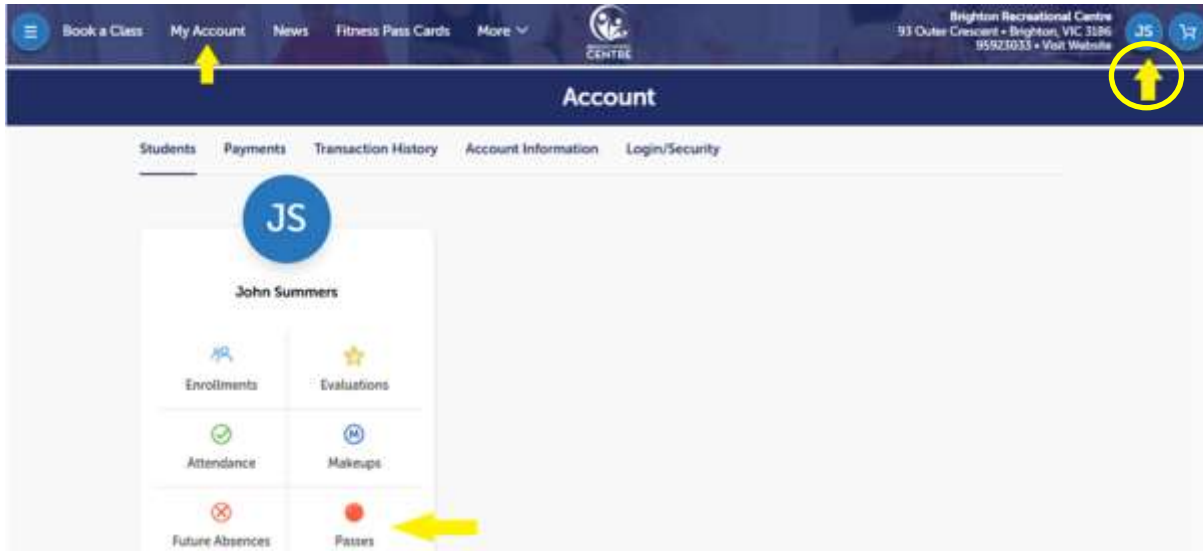 Book a Class My Account News Fitness Pass Cards More
CENTRE
Brighton Recreational Centre
93 Outer Crescent • Brighton, VIC 3186
95923033 • Visit Website
JS
Account
Students Payments Transaction History Account Information Login/Security
JS
John Summers
Enrollments Evaluations
M
Attendance Makeups
Future Absences Passes